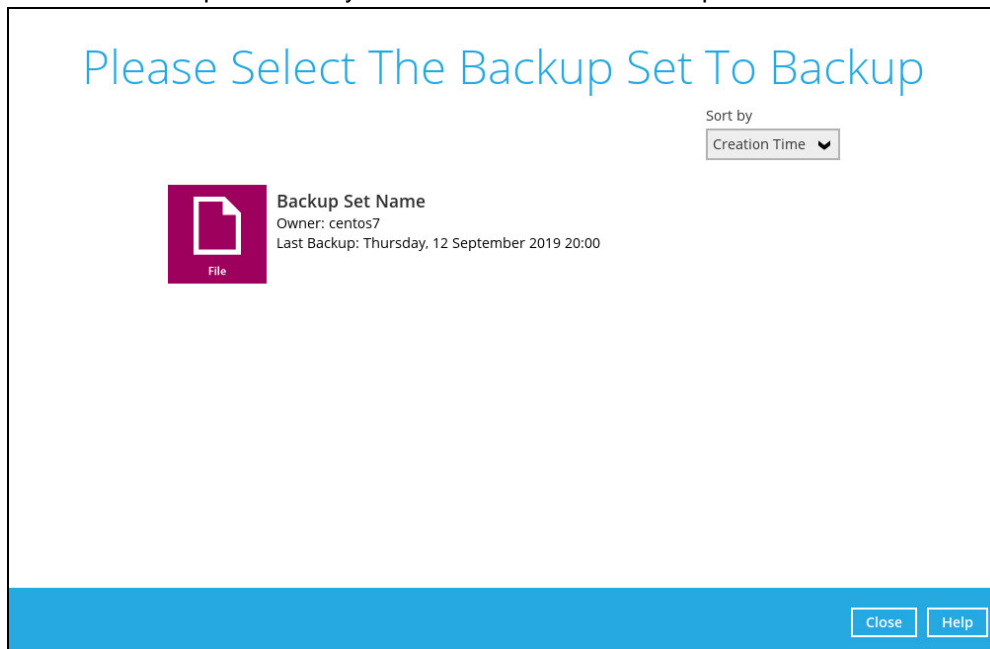 Please Select The Backup Set To Backup
Sort by
Creation Time
Backup Set Name
Owner: centos7
Last Backup: Thursday, 12 September 2019 20:00
File
Close
Help